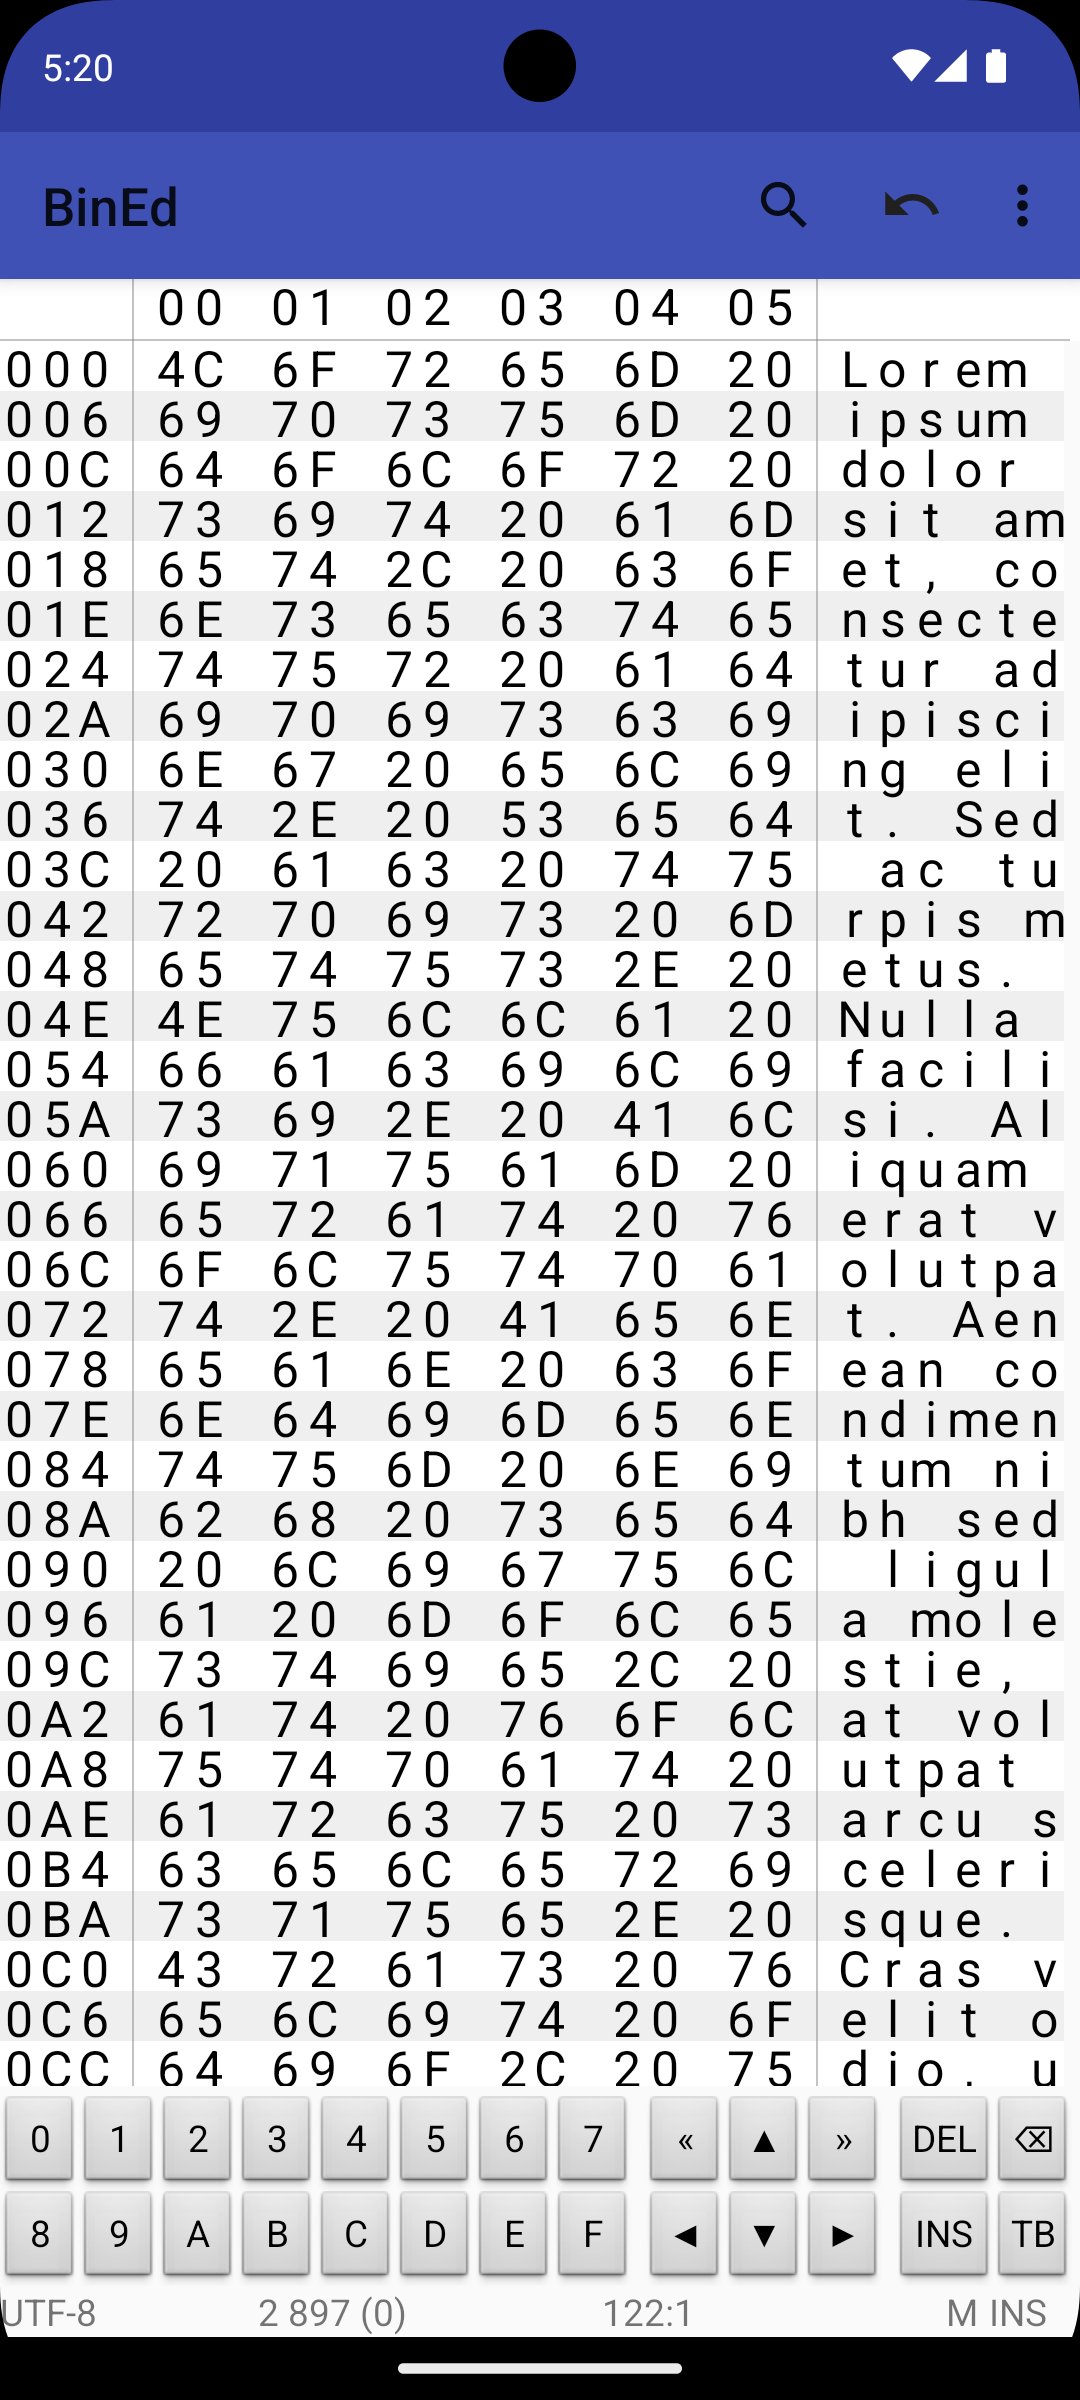 5:20
BinEd
00 01 02 03 04 05
000 4C 6F 72 65 6D 20 Lorem
006 69 70 73 75 6D 20 ipsum
00C 64 6F 6C 6F 72 20 dolor
012 73 69 74 20 61 6D sit am
018 65 74 2C 20 63 6F et, co
01E 6E 73 65 63 74 65 nsecte
024 74 75 72 20 61 64 tur ad
02A 69 70 69 73 63 69 ipisci
030 6E 67 20 65 6C 69 ng eli
036 74 2E 20 53 65 64 t. Sed
03C 20 61 63 20 74 75 ac tu
042 72 70 69 73 20 6D rpis m
048 65 74 75 73 2E 20 etus.
04E 4E 75 6C 6C 61 20 Nulla
054 66 61 63 69 6C 69 facili
05A 73 69 2E 20 41 6C si. Al
060 69 71 75 61 6D 20 iquam
066 65 72 61 74 20 76 erat v
06C 6F 6C 75 74 70 61 olutpa
072 74 2E 20 41 65 6E t. Aen
078 65 61 6E 20 63 6F ean co
07E 6E 64 69 6D 65 6E ndimen
084 74 75 6D 20 6E 69 tum ni
08A 62 68 20 73 65 64 bh sed
090 20 6C 69 67 75 6C ligul
096 61 20 6D 6F 6C 65 a mole
09C 73 74 69 65 2C 20 stie,
0A2 61 74 20 76 6F 6C at vol
0A8 75 74 70 61 74 20 utpat
0AE 61 72 63 75 20 73 arcu s
0B4 63 65 6C 65 72 69 celeri
0BA 73 71 75 65 2E 20 sque.
0C0 43 72 61 73 20 76 Cras v
0C6 65 6C 69 74 20 6F elit o
0CC 64 69 6F 2C 20 75 dio, u
0 1 2 3 4 5 6 7 « ▲ » DEL ⌫
8 9 A B C D E F ◄ ▼ ► INS TB
UTF-8 2 897 (0) 122:1 M INS